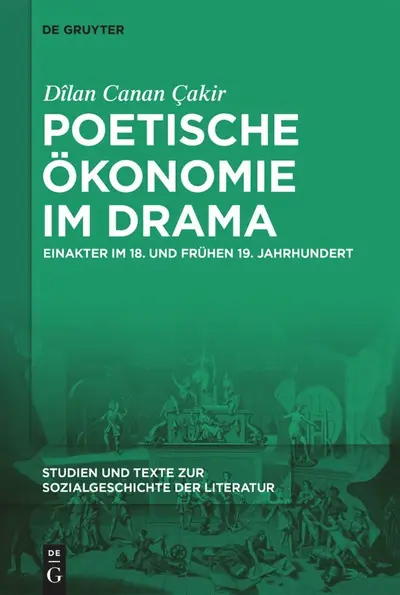 DE GRUYTER
Dîlan Canan Çakir
POETISCHE
ÖKONOMIE
IM DRAMA
EINAKTER IM 18. UND FRÜHEN 19. JAHRHUNDERT
STUDIEN UND TEXTE ZUR
SOZIALGESCHICHTE DER LITERATUR
DE
G